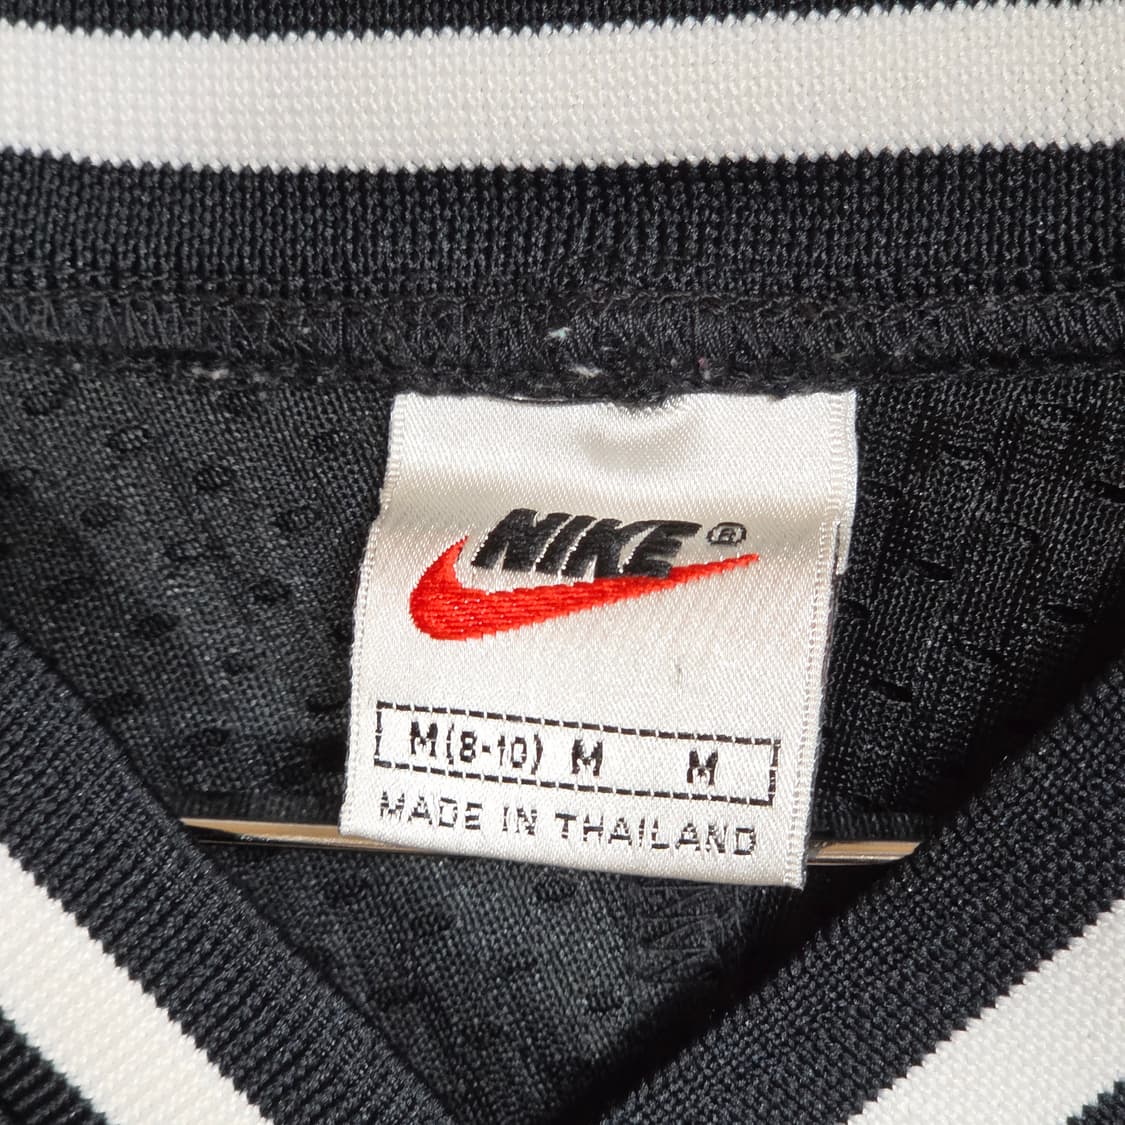 NIKE ®
M(8-10) M M
MADE IN THAILAND